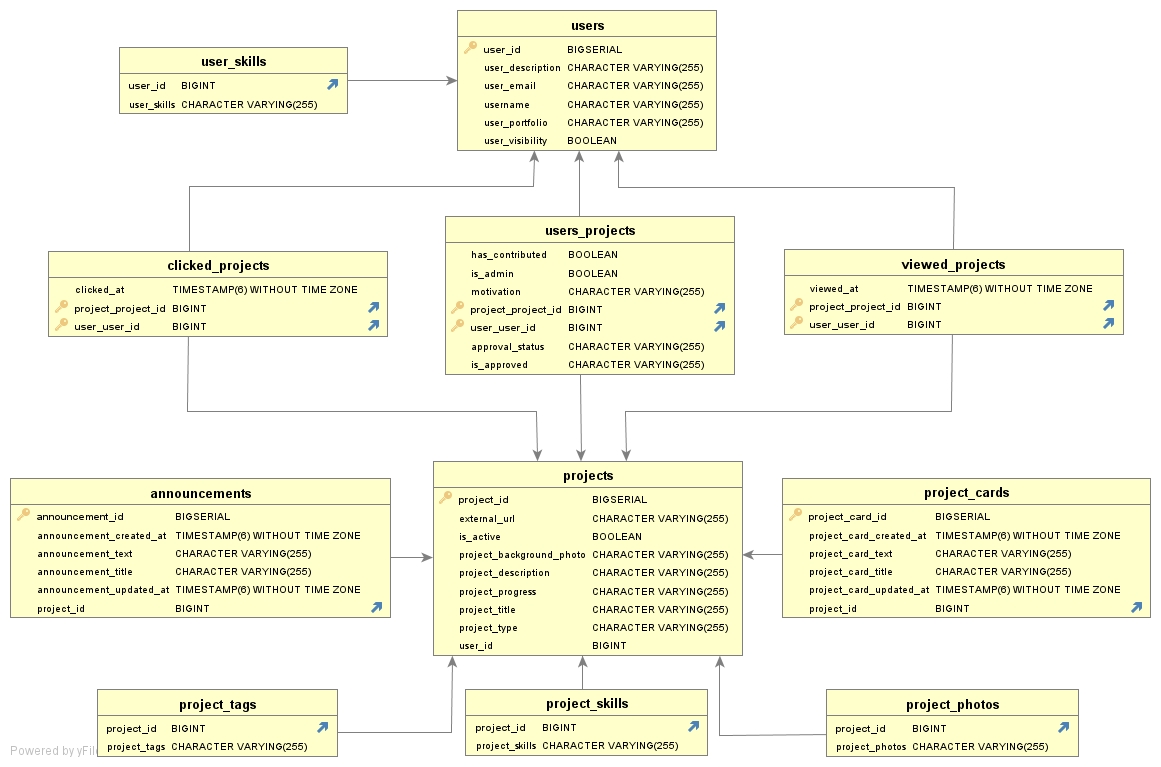 users
user_id BIGSERIAL
user_description CHARACTER VARYING(255)
user_email CHARACTER VARYING(255)
username CHARACTER VARYING(255)
user_portfolio CHARACTER VARYING(255)
user_visibility BOOLEAN
user_skills
user_id BIGINT
user_skills CHARACTER VARYING(255)
clicked_projects
clicked_at TIMESTAMP(6) WITHOUT TIME ZONE
project_project_id BIGINT
user_user_id BIGINT
users_projects
has_contributed BOOLEAN
is_admin BOOLEAN
motivation CHARACTER VARYING(255)
project_project_id BIGINT
user_user_id BIGINT
approval_status CHARACTER VARYING(255)
is_approved CHARACTER VARYING(255)
viewed_projects
viewed_at TIMESTAMP(6) WITHOUT TIME ZONE
project_project_id BIGINT
user_user_id BIGINT
announcements
announcement_id BIGSERIAL
announcement_created_at TIMESTAMP(6) WITHOUT TIME ZONE
announcement_text CHARACTER VARYING(255)
announcement_title CHARACTER VARYING(255)
announcement_updated_at TIMESTAMP(6) WITHOUT TIME ZONE
project_id BIGINT
projects
project_id BIGSERIAL
external_url CHARACTER VARYING(255)
is_active BOOLEAN
project_background_photo CHARACTER VARYING(255)
project_description CHARACTER VARYING(255)
project_progress CHARACTER VARYING(255)
project_title CHARACTER VARYING(255)
project_type CHARACTER VARYING(255)
user_id BIGINT
project_cards
project_card_id BIGSERIAL
project_card_created_at TIMESTAMP(6) WITHOUT TIME ZONE
project_card_text CHARACTER VARYING(255)
project_card_title CHARACTER VARYING(255)
project_card_updated_at TIMESTAMP(6) WITHOUT TIME ZONE
project_id BIGINT
project_tags
project_id BIGINT
project_tags CHARACTER VARYING(255)
project_skills
project_id BIGINT
project_skills CHARACTER VARYING(255)
project_photos
project_id BIGINT
project_photos CHARACTER VARYING(255)
Powered by